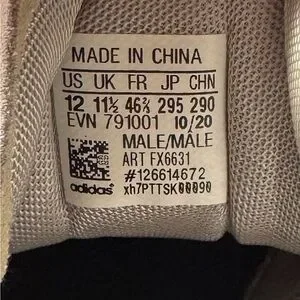 MADE IN CHINA
US UK FR JP CHN
12 11½ 46⅔ 295 290
EVN 791001 10/20
MALE/MÂLE
ART FX6631
#126614672
adidas xh7PTTSK00090